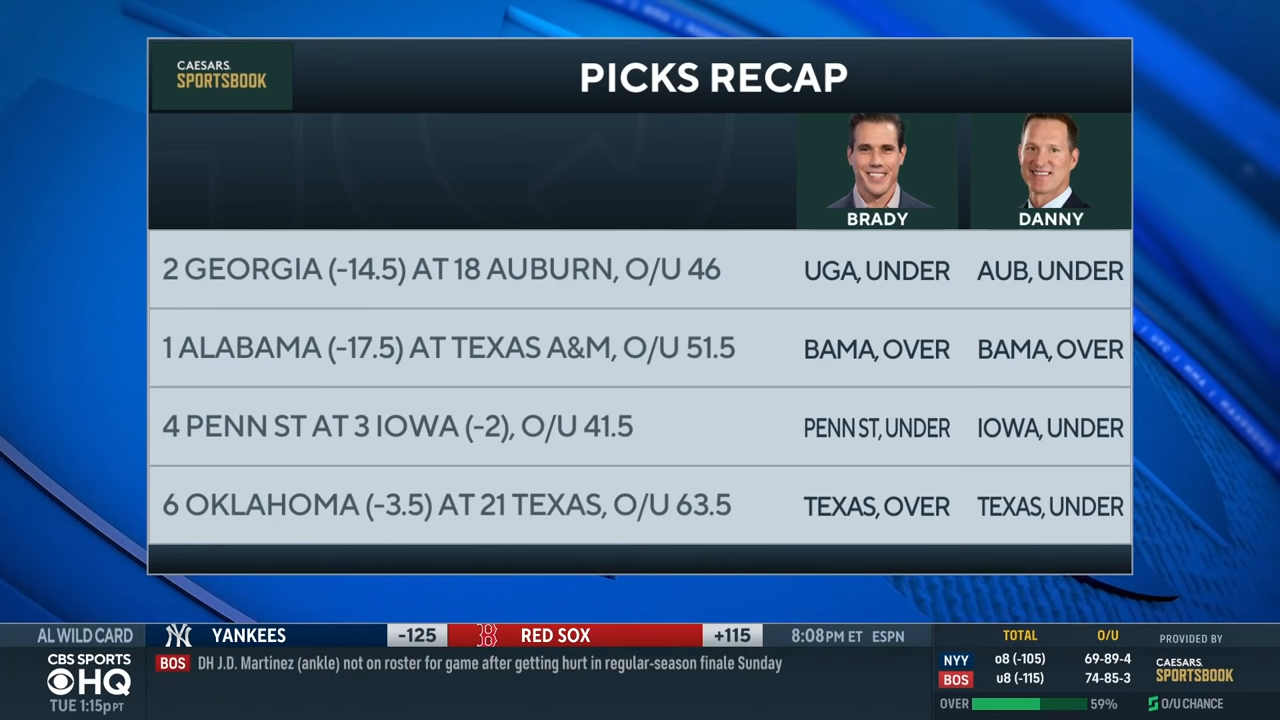 CAESARS
SPORTSBOOK
PICKS RECAP
BRADY
DANNY
2 GEORGIA (-14.5) AT 18 AUBURN, O/U 46
UGA, UNDER
AUB, UNDER
1 ALABAMA (-17.5) AT TEXAS A&M, O/U 51.5
BAMA, OVER
BAMA, OVER
4 PENN ST AT 3 IOWA (-2), O/U 41.5
PENN ST, UNDER
IOWA, UNDER
6 OKLAHOMA (-3.5) AT 21 TEXAS, O/U 63.5
TEXAS, OVER
TEXAS, UNDER
AL WILD CARD
YANKEES
-125
B
RED SOX
+115
8:08PM ET ESPN
CBS SPORTS
HQ
TUE 1:15p PT
BOS DH J.D. Martinez (ankle) not on roster for game after getting hurt in regular-season finale Sunday
TOTAL O/U
NYY o8 (-105) 69-89-4
BOS u8 (-115) 74-85-3
OVER 59% O/U CHANCE
PROVIDED BY
CAESARS
SPORTSBOOK